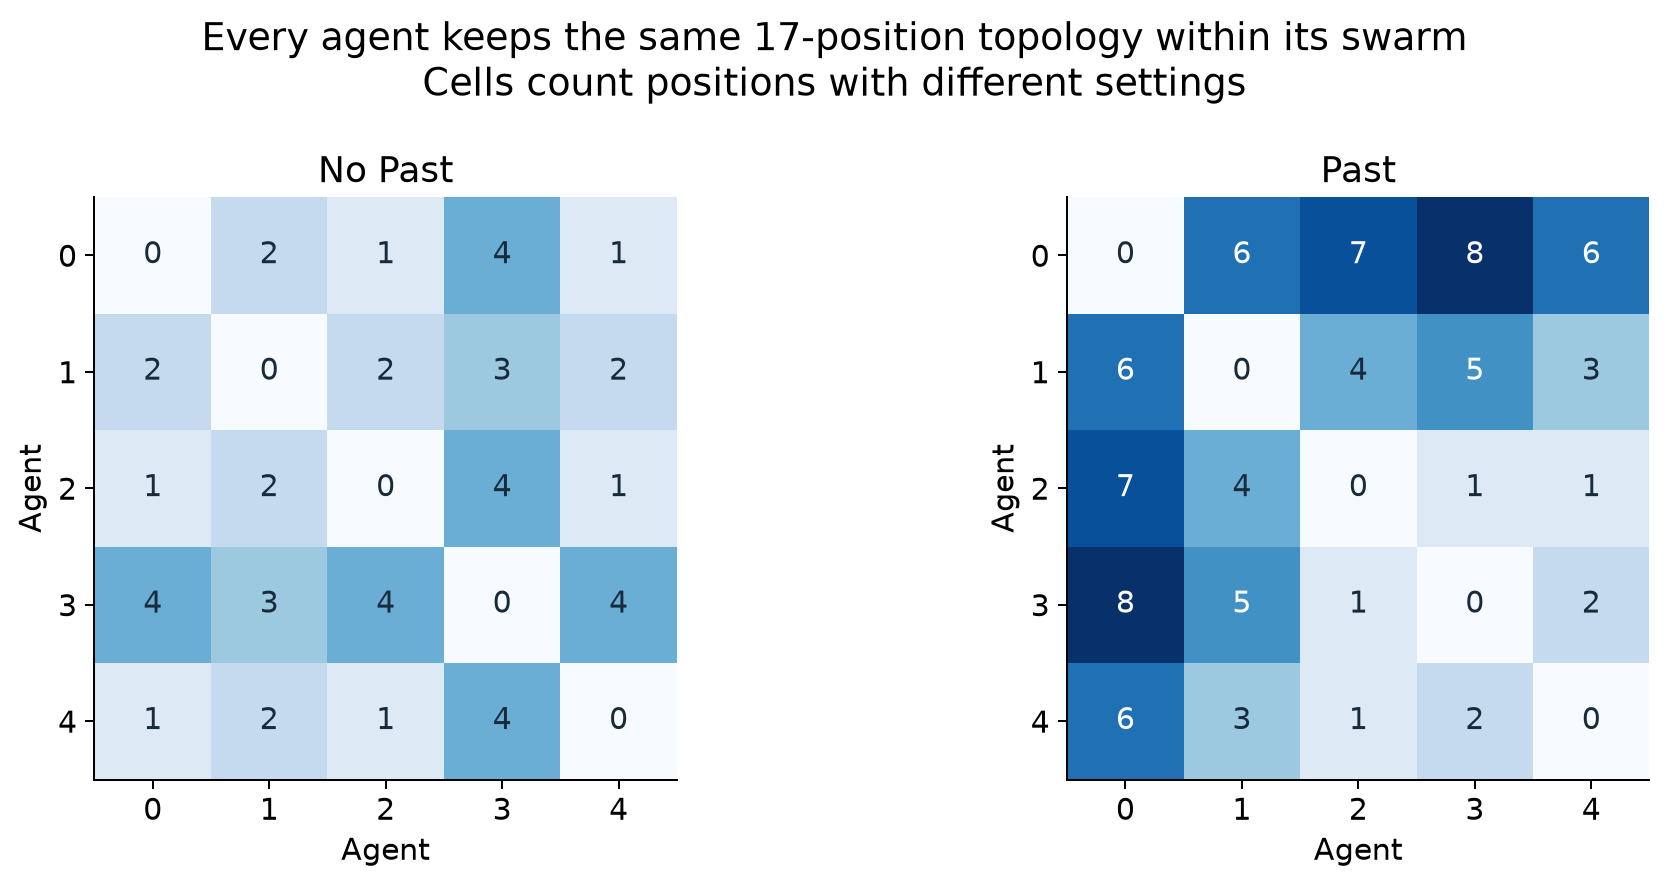 Every agent keeps the same 17-position topology within its swarm
Cells count positions with different settings
No Past
Agent
0 0 2 1 4 1
1 2 0 2 3 2
2 1 2 0 4 1
3 4 3 4 0 4
4 1 2 1 4 0
0 1 2 3 4
Agent
Past
Agent
0 0 6 7 8 6
1 6 0 4 5 3
2 7 4 0 1 1
3 8 5 1 0 2
4 6 3 1 2 0
0 1 2 3 4
Agent